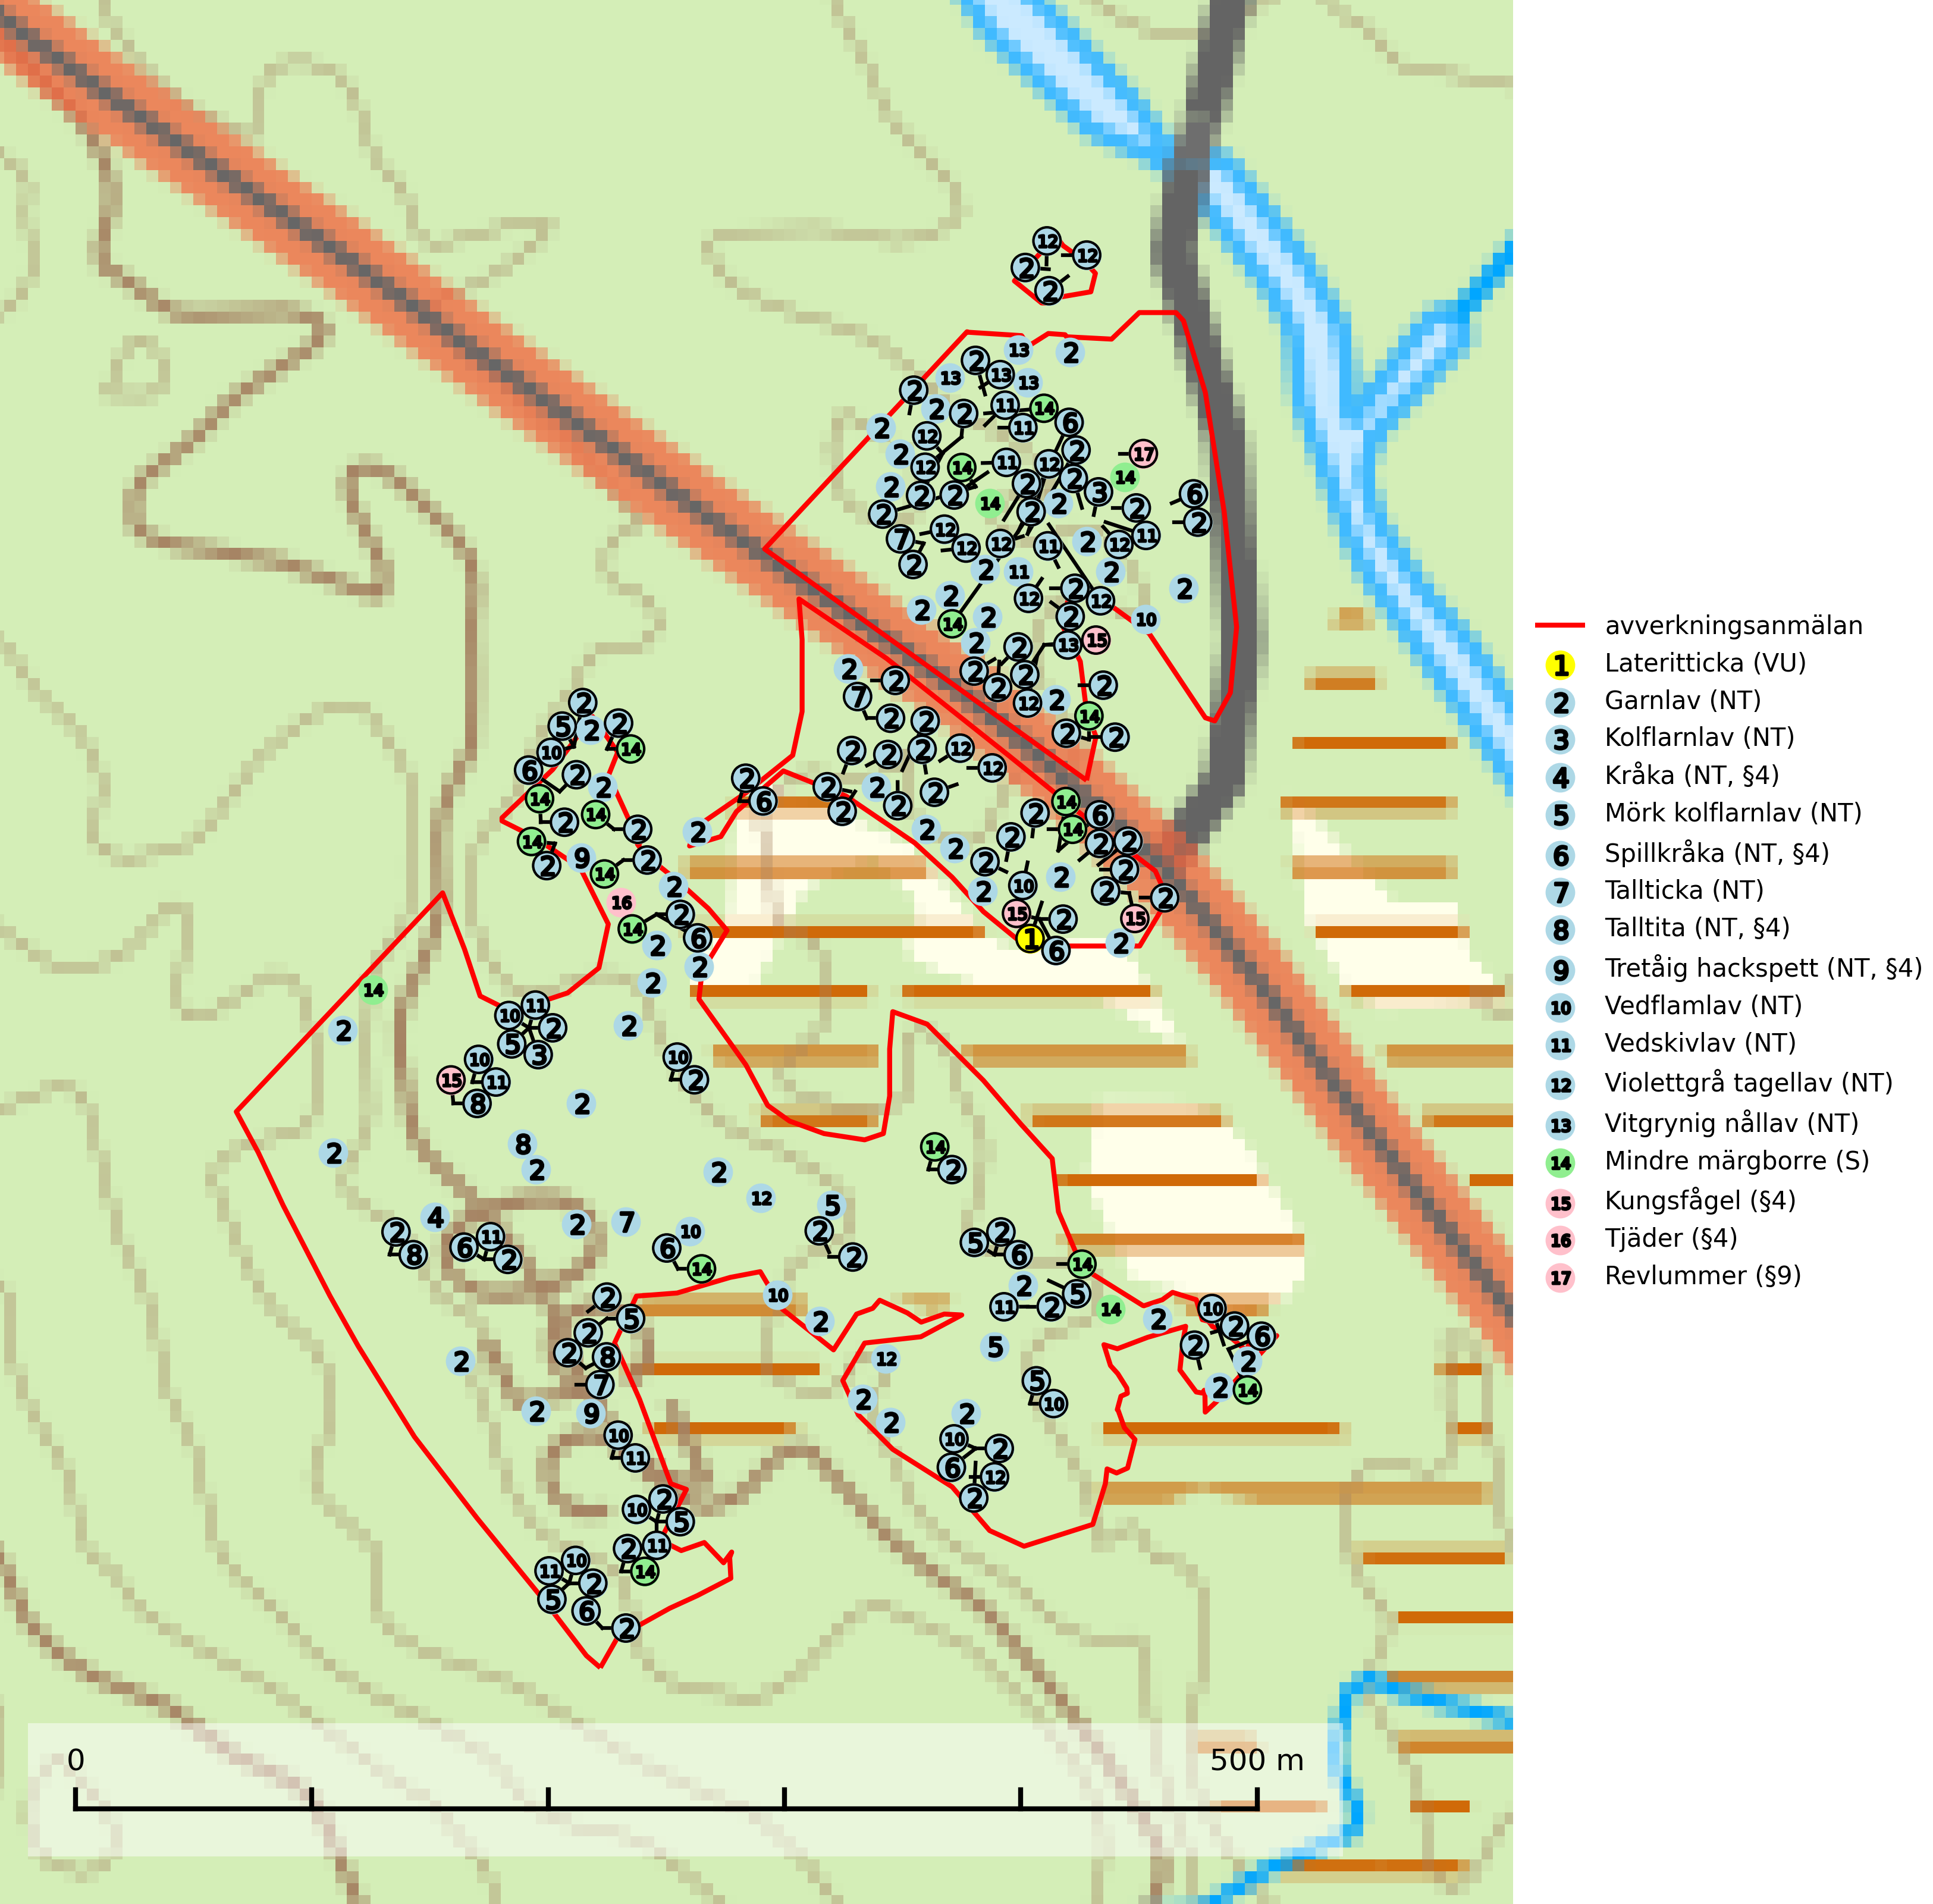 avverkningsanmälan
1 Lateritticka (VU)
2 Garnlav (NT)
3 Kolflarnlav (NT)
4 Kråka (NT, §4)
5 Mörk kolflarnlav (NT)
6 Spillkråka (NT, §4)
7 Tallticka (NT)
8 Talltita (NT, §4)
9 Tretåig hackspett (NT, §4)
10 Vedflamlav (NT)
11 Vedskivlav (NT)
12 Violettgrå tagellav (NT)
13 Vitgrynig nållav (NT)
14 Mindre märgborre (S)
15 Kungsfågel (§4)
16 Tjäder (§4)
17 Revlummer (§9)
0 500 m